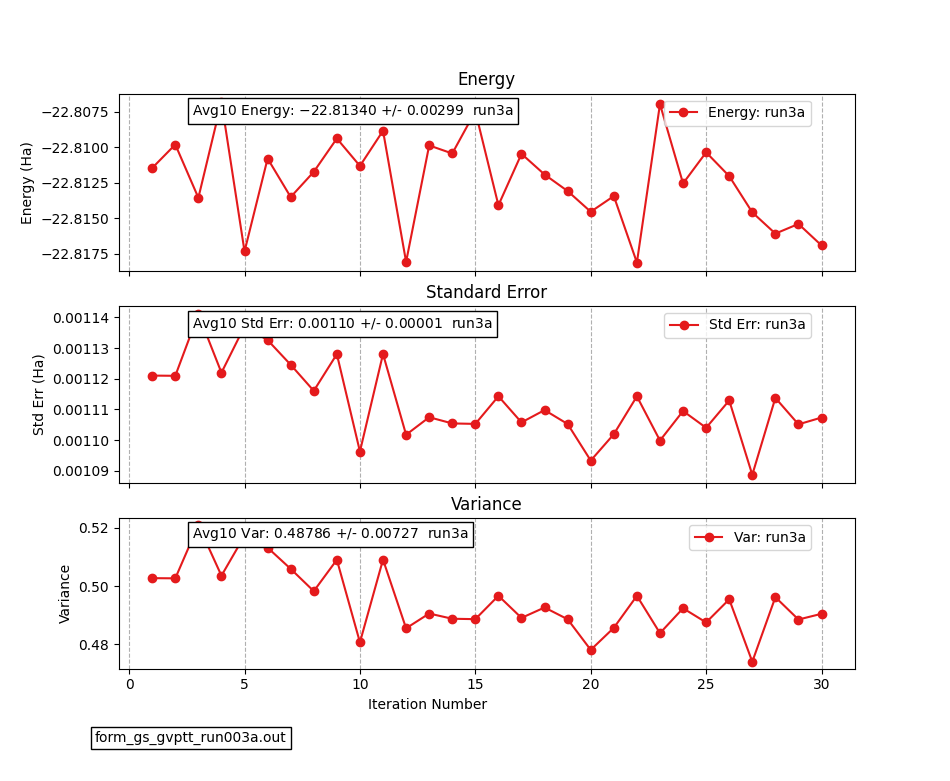 Energy
Avg10 Energy: −22.81340 +/- 0.00299 run3a
Energy: run3a
Energy (Ha)
−22.8075
−22.8100
−22.8125
−22.8150
−22.8175
Standard Error
Avg10 Std Err: 0.00110 +/- 0.00001 run3a
Std Err: run3a
Std Err (Ha)
0.00114
0.00113
0.00112
0.00111
0.00110
0.00109
Variance
Avg10 Var: 0.48786 +/- 0.00727 run3a
Var: run3a
Variance
0.52
0.50
0.48
0 5 10 15 20 25 30
Iteration Number
form_gs_gvptt_run003a.out